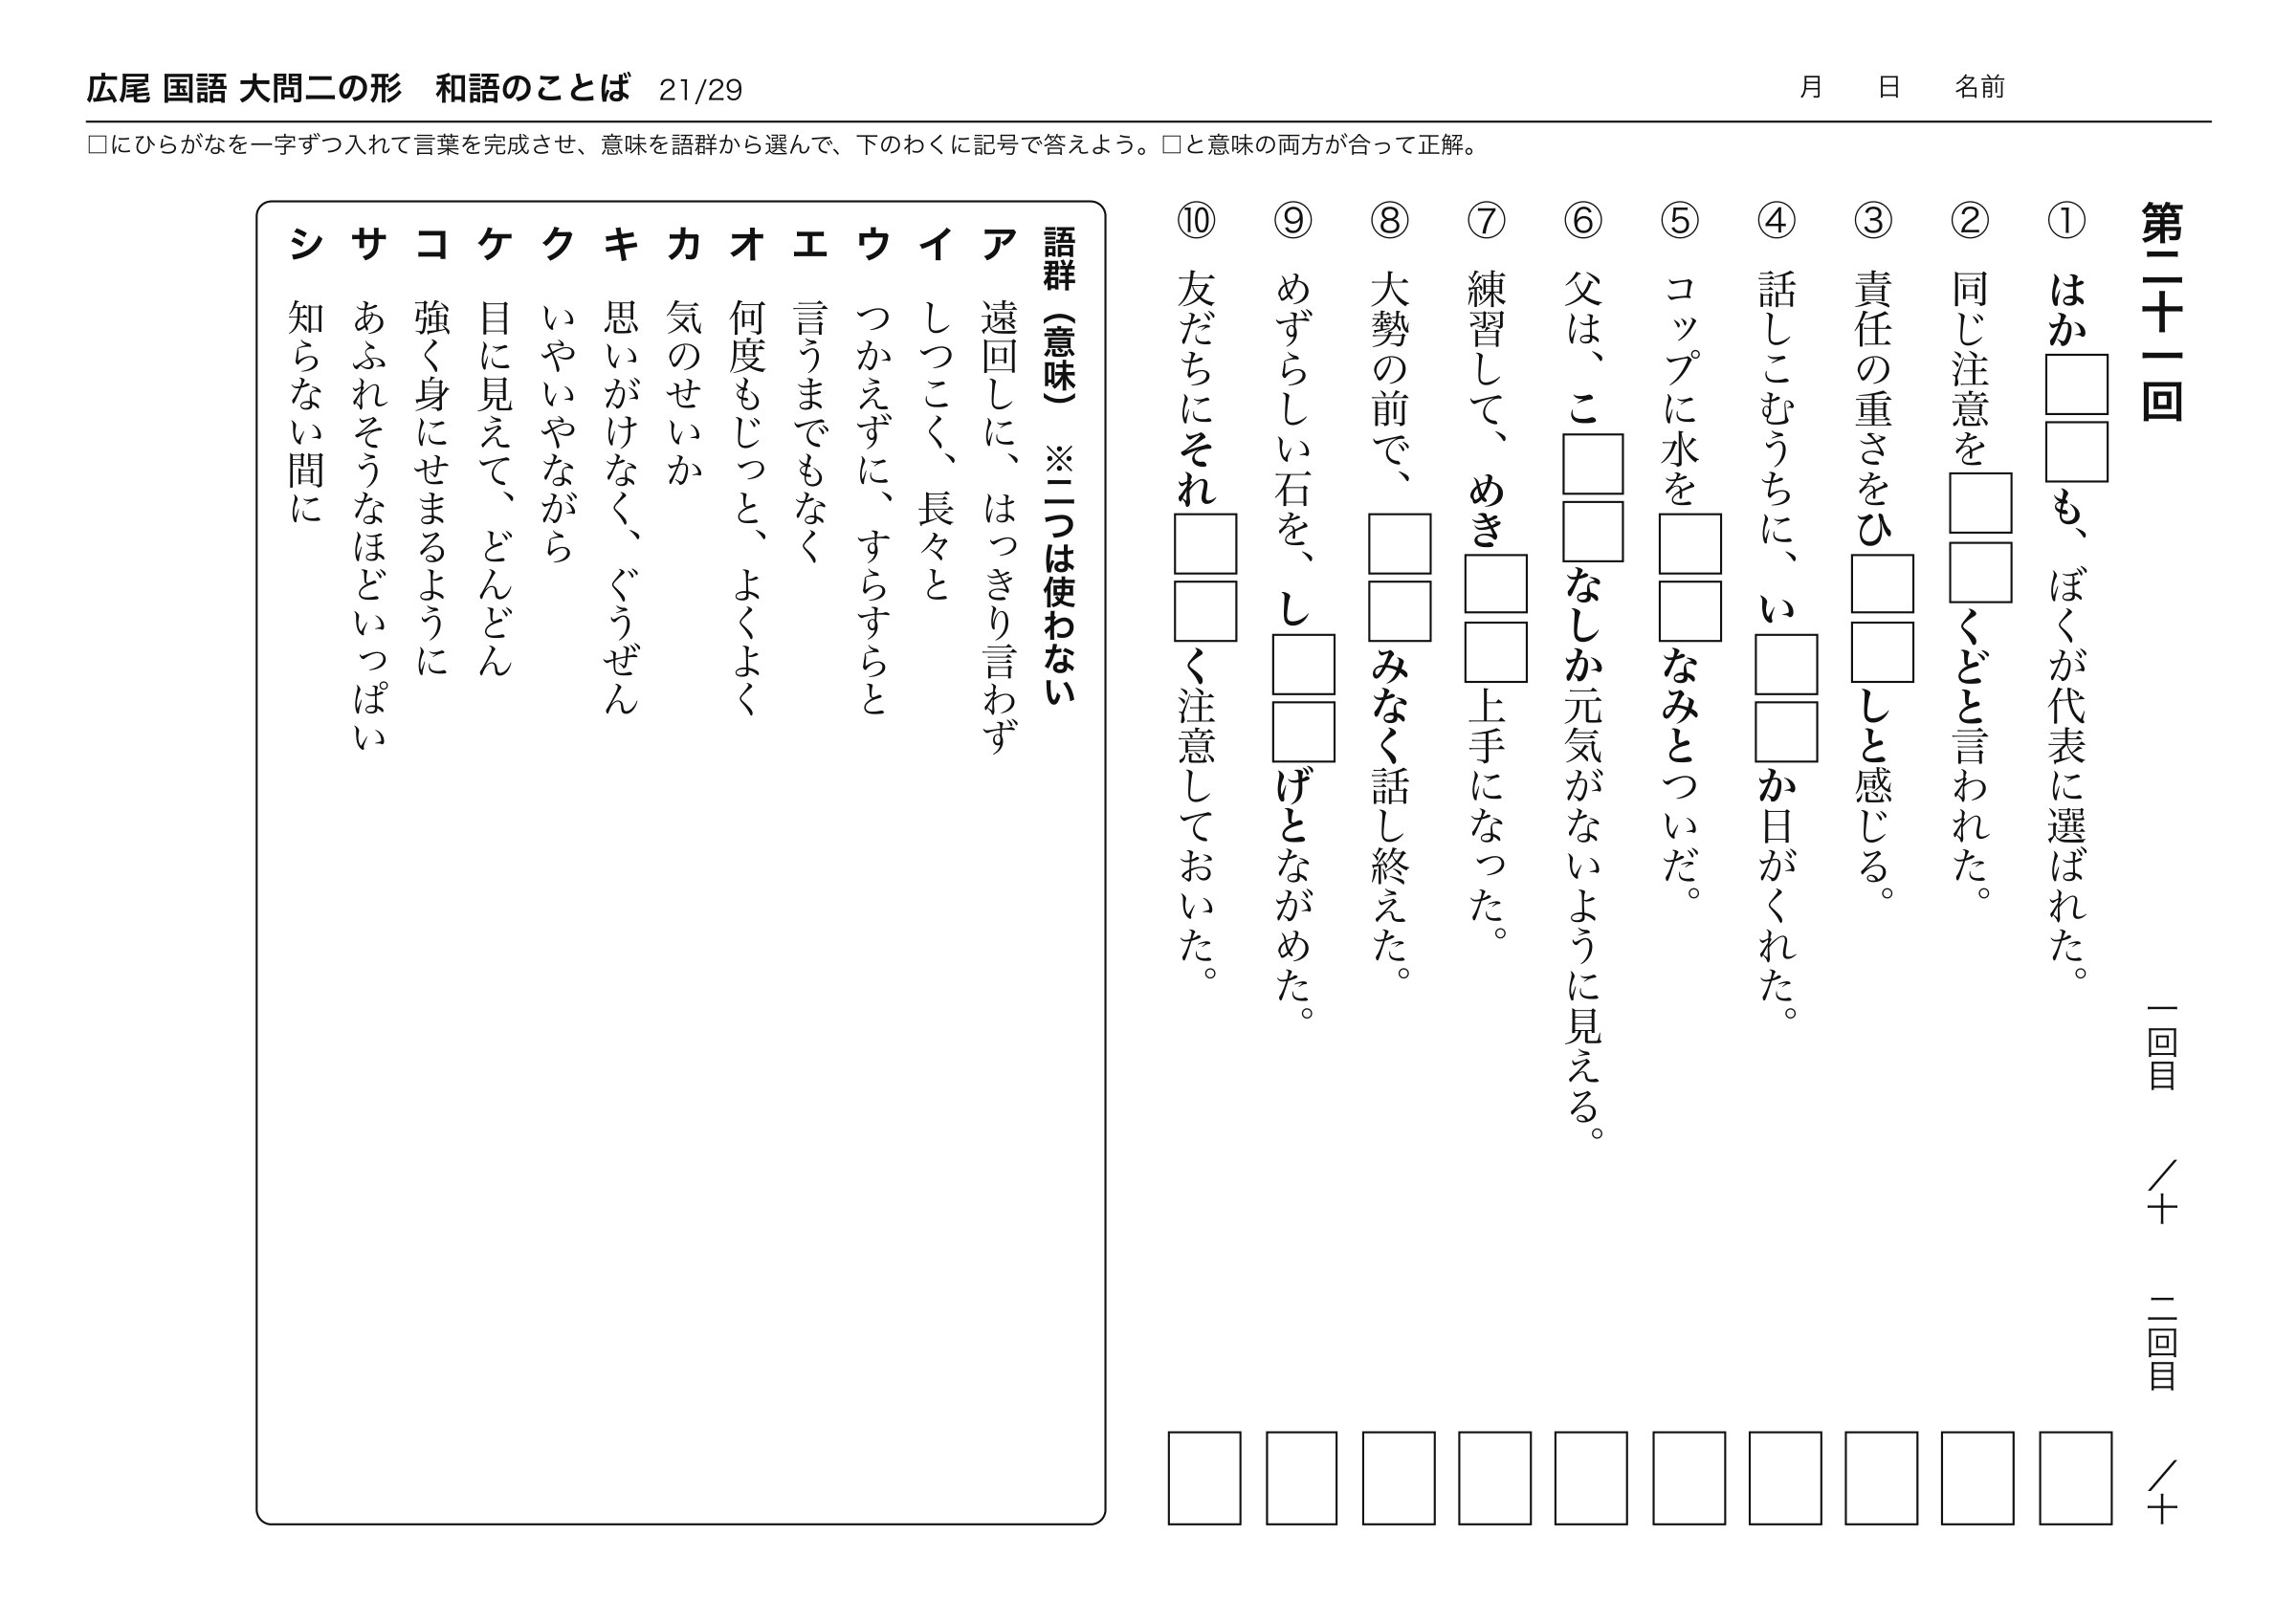 広尾 国語 大問二の形　和語のことば　21/29
月　日　名前
□にひらがなを一字ずつ入れて言葉を完成させ、意味を語群から選んで、下のわくに記号で答えよう。□と意味の両方が合って正解。
第二十一回　一回目　／十　二回目　／十
① はか□□も、ぼくが代表に選ばれた。□
② 同じ注意を□□くどと言われた。□
③ 責任の重さをひ□□しと感じる。□
④ 話しこむうちに、い□□か日がくれた。□
⑤ コップに水を□□なみとついだ。□
⑥ 父は、こ□□なしか元気がないように見える。□
⑦ 練習して、めき□□上手になった。□
⑧ 大勢の前で、□□みなく話し終えた。□
⑨ めずらしい石を、し□□げとながめた。□
⑩ 友だちにそれ□□く注意しておいた。□
語群（意味）　※二つは使わない
ア　遠回しに、はっきり言わず
イ　しつこく、長々と
ウ　つかえずに、すらすらと
エ　言うまでもなく
オ　何度もじっと、よくよく
カ　気のせいか
キ　思いがけなく、ぐうぜん
ク　いやいやながら
ケ　目に見えて、どんどん
コ　強く身にせまるように
サ　あふれそうなほどいっぱい
シ　知らない間に